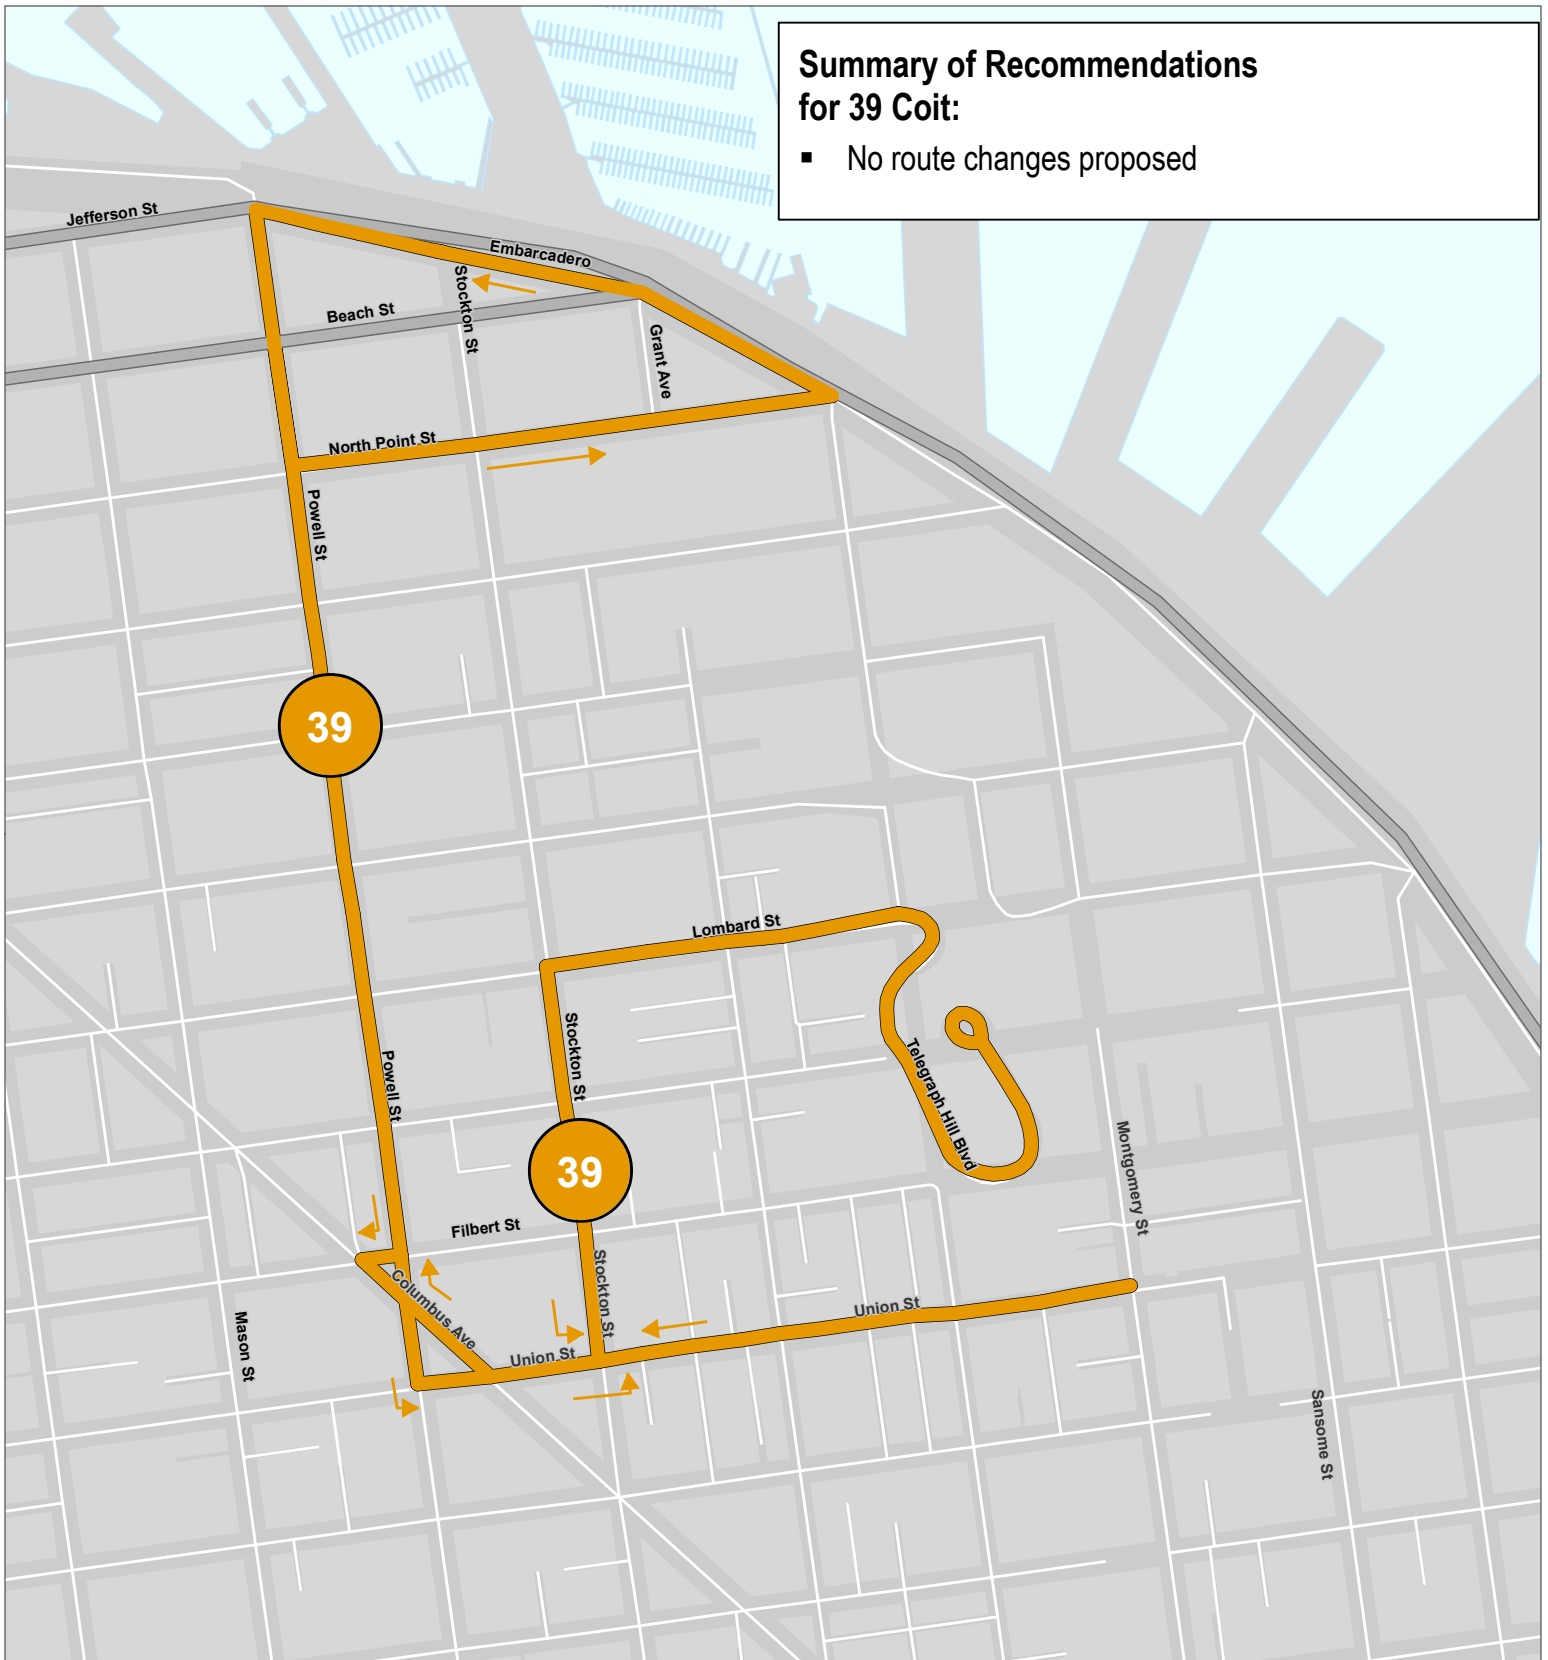 Summary of Recommendations
for 39 Coit:
▪ No route changes proposed
Jefferson St
Embarcadero
Stockton St
Beach St
Grant Ave
North Point St
Powell St
39
Lombard St
Stockton St
Telegraph Hill Blvd
Powell St
39
Montgomery St
Filbert St
Columbus Ave
Stockton St
Union St
Mason St
Union St
Sansome St